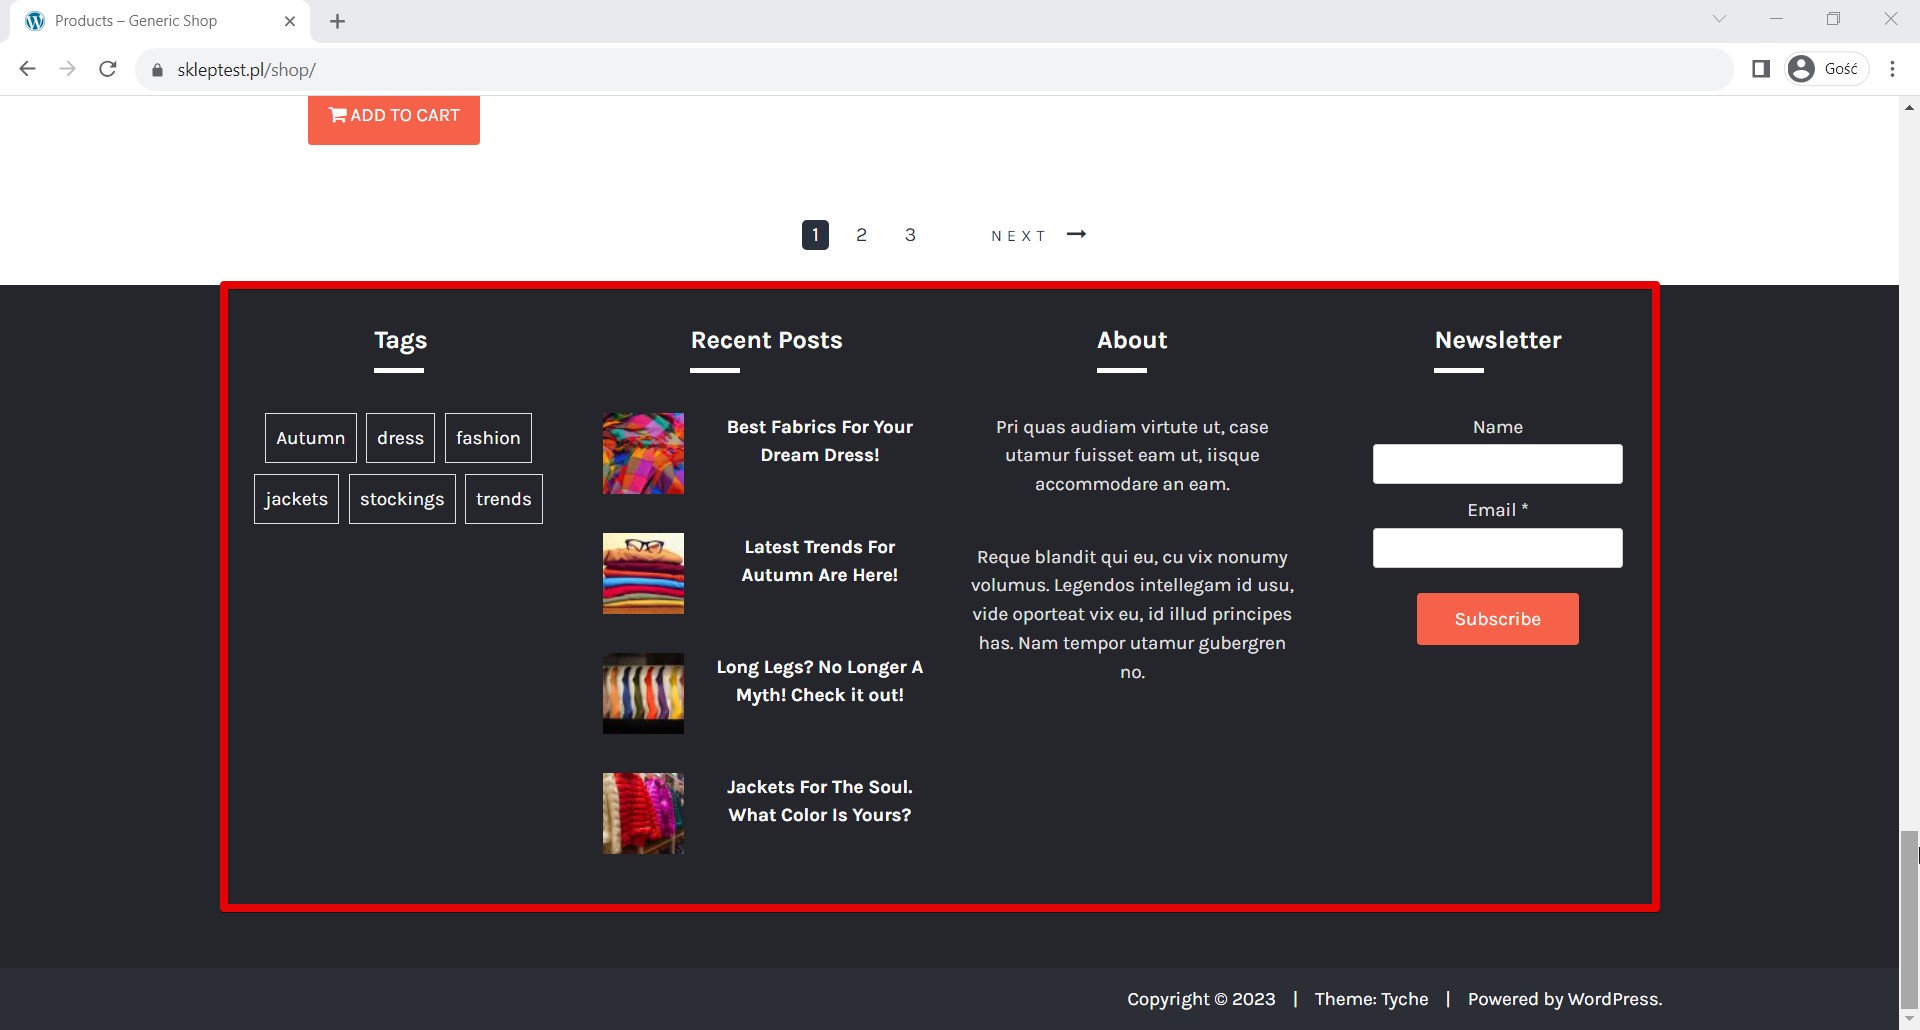 Products – Generic Shop
skleptest.pl/shop/
Gość
ADD TO CART
1 2 3 NEXT
Tags
Autumn dress fashion
jackets stockings trends
Recent Posts
Best Fabrics For Your
Dream Dress!
Latest Trends For
Autumn Are Here!
Long Legs? No Longer A
Myth! Check it out!
Jackets For The Soul.
What Color Is Yours?
About
Pri quas audiam virtute ut, case
utamur fuisset eam ut, iisque
accommodare an eam.
Reque blandit qui eu, cu vix nonumy
volumus. Legendos intellegam id usu,
vide oporteat vix eu, id illud principes
has. Nam tempor utamur gubergren
no.
Newsletter
Name
Email *
Subscribe
Copyright © 2023 | Theme: Tyche | Powered by WordPress.